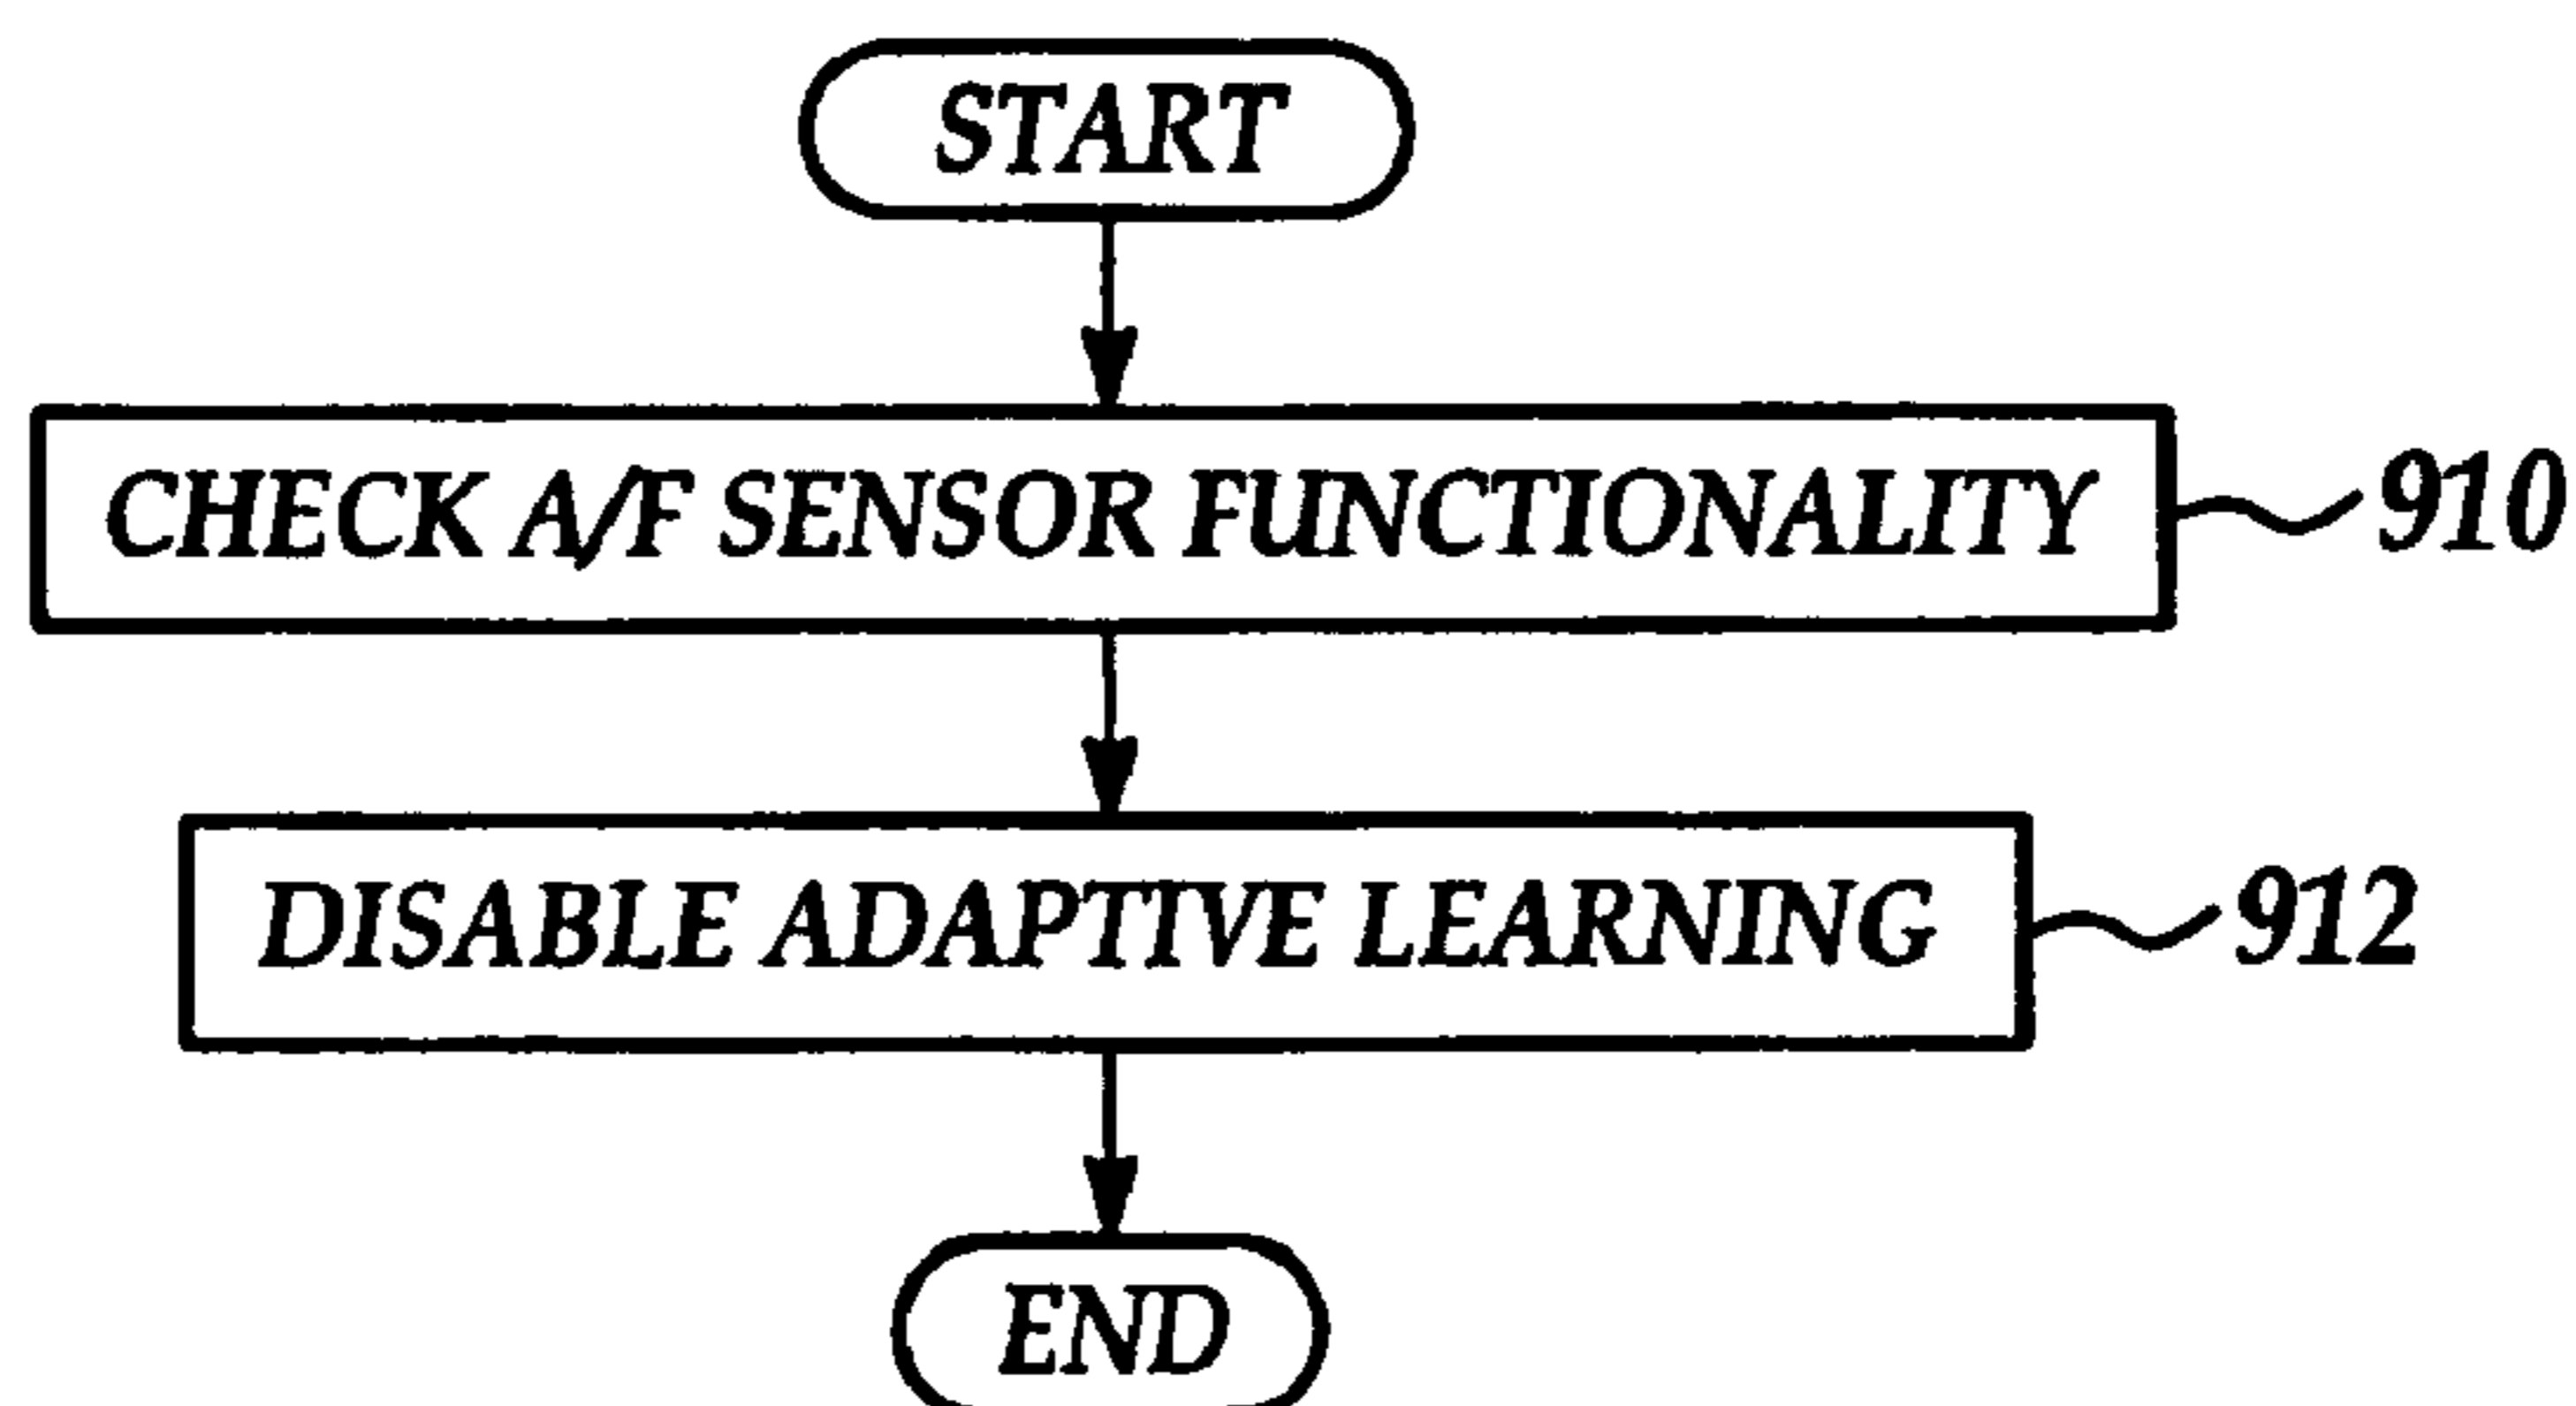 START
CHECK A/F SENSOR FUNCTIONALITY
910
DISABLE ADAPTIVE LEARNING
912
END